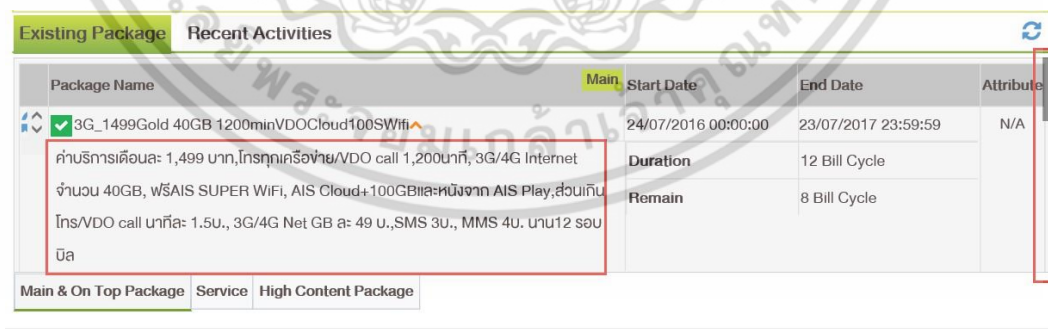 Existing Package Recent Activities
Package Name Main Start Date End Date Attribute
3G_1499Gold 40GB 1200minVDOCloud100SWifi 24/07/2016 00:00:00 23/07/2017 23:59:59 N/A
ค่าบริการเดือนละ 1,499 บาท,โทรทุกเครือข่าย/VDO call 1,200นาที, 3G/4G Internet
จำนวน 40GB, ฟรีAIS SUPER WiFi, AIS Cloud+100GBและหนังจาก AIS Play,ส่วนเกิน
โทร/VDO call นาทีละ 1.5บ., 3G/4G Net GB ละ 49 บ.,SMS 3บ., MMS 4บ. นาน12 รอบ
บิล
Duration 12 Bill Cycle
Remain 8 Bill Cycle
Main & On Top Package Service High Content Package